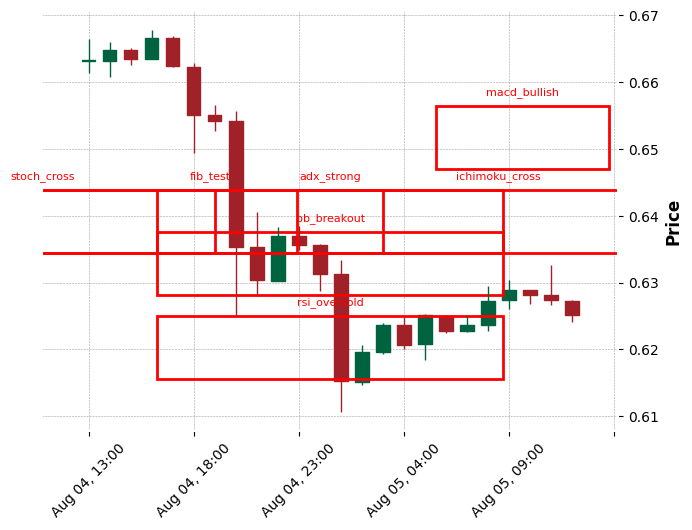 0.67
0.66
macd_bullish
0.65
stoch_cross
fib_test
adx_strong
ichimoku_cross
0.64
bb_breakout
Price
0.63
rsi_oversold
0.62
0.61
Aug 04, 13:00
Aug 04, 18:00
Aug 04, 23:00
Aug 05, 04:00
Aug 05, 09:00